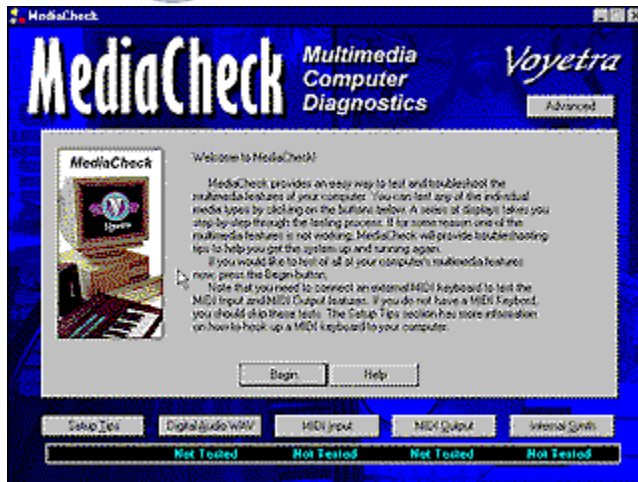 MediaCheck
MediaCheck
Multimedia
Computer
Diagnostics
Voyetra
Advanced
MediaCheck
Welcome to MediaCheck!
MediaCheck provides an easy way to test and troubleshoot the
multimedia features of your computer. You can test any of the individual
media types by clicking on the buttons below. A series of displays takes you
step-by-step through the testing process. If for some reason one of the
multimedia features is not working, MediaCheck will provide troubleshooting
tips to help you get the system up and running again.
If you would like to test all of your computer's multimedia features
now, press the Begin button.
Note that you need to connect an external MIDI keyboard to test the
MIDI Input and MIDI Output features. If you do not have a MIDI Keyboard,
you should skip these tests. The Setup Tips section has more information
on how to hook up a MIDI keyboard to your computer.
Begin
Help
Setup Tips
Digital Audio WAV
MIDI Input
MIDI Output
Internal Synth
Not Tested
Not Tested
Not Tested
Not Tested